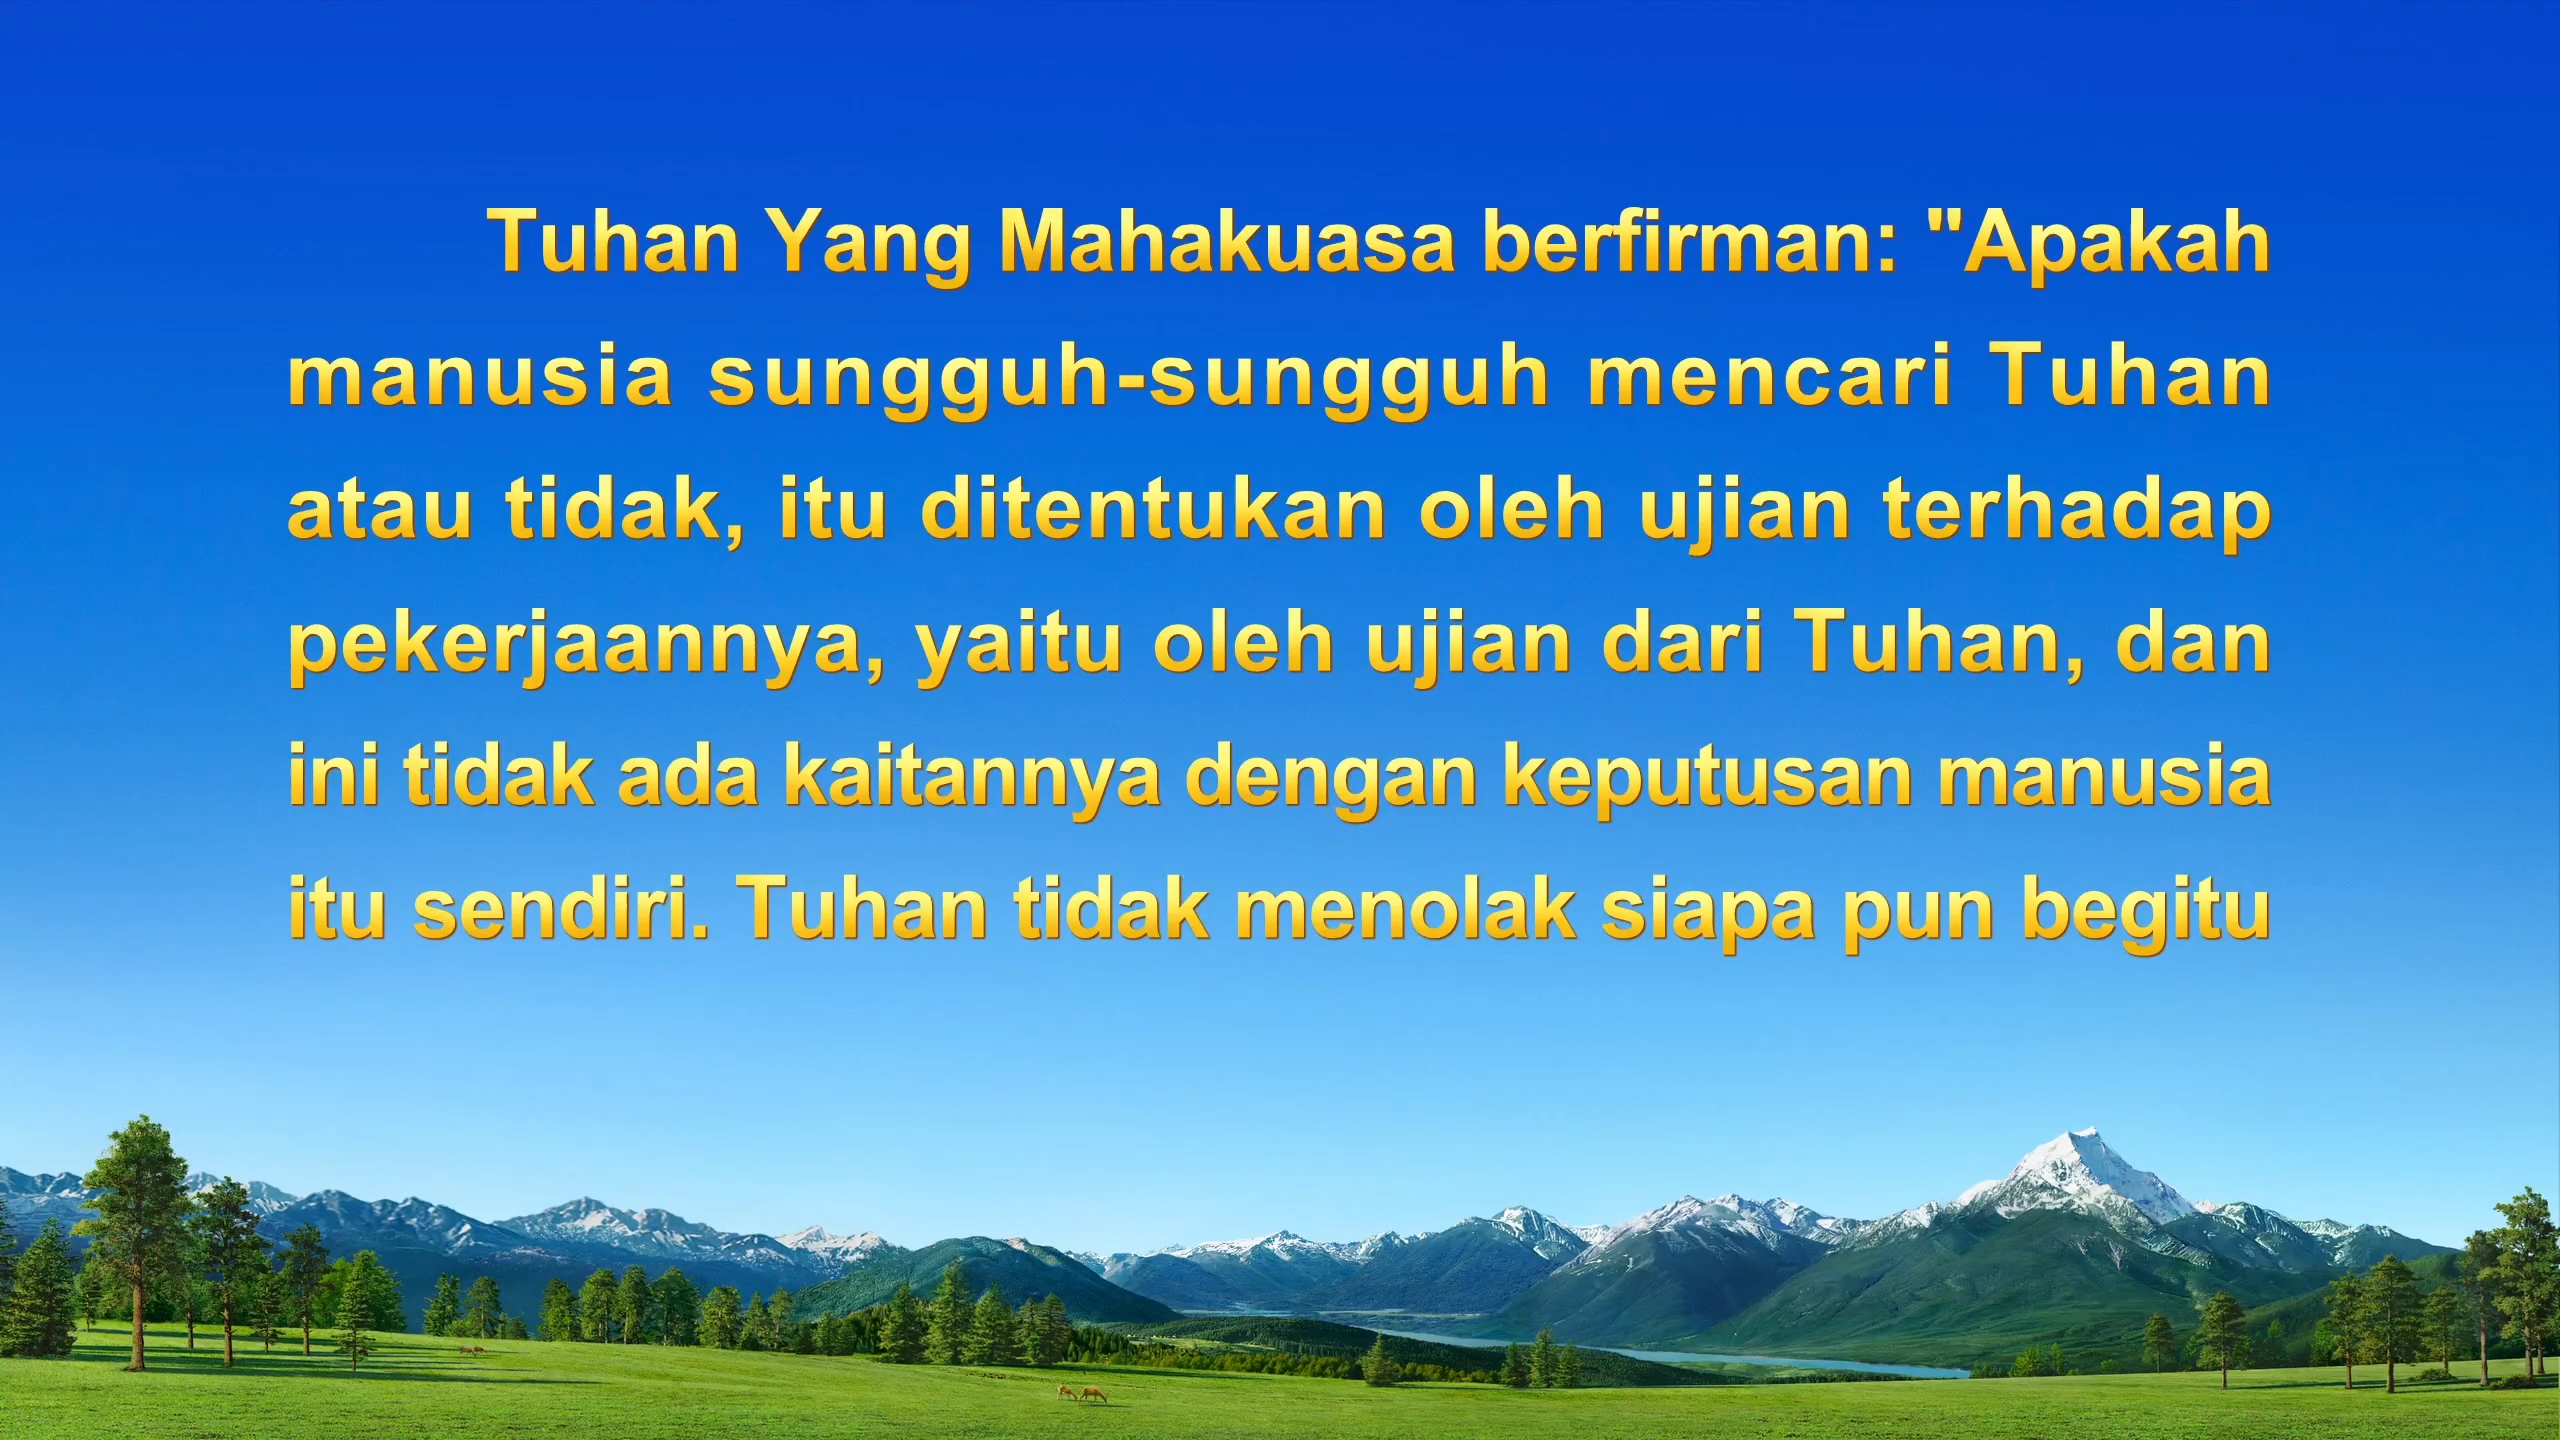 Tuhan Yang Mahakuasa berfirman: "Apakah
manusia sungguh-sungguh mencari Tuhan
atau tidak, itu ditentukan oleh ujian terhadap
pekerjaannya, yaitu oleh ujian dari Tuhan, dan
ini tidak ada kaitannya dengan keputusan manusia
itu sendiri. Tuhan tidak menolak siapa pun begitu